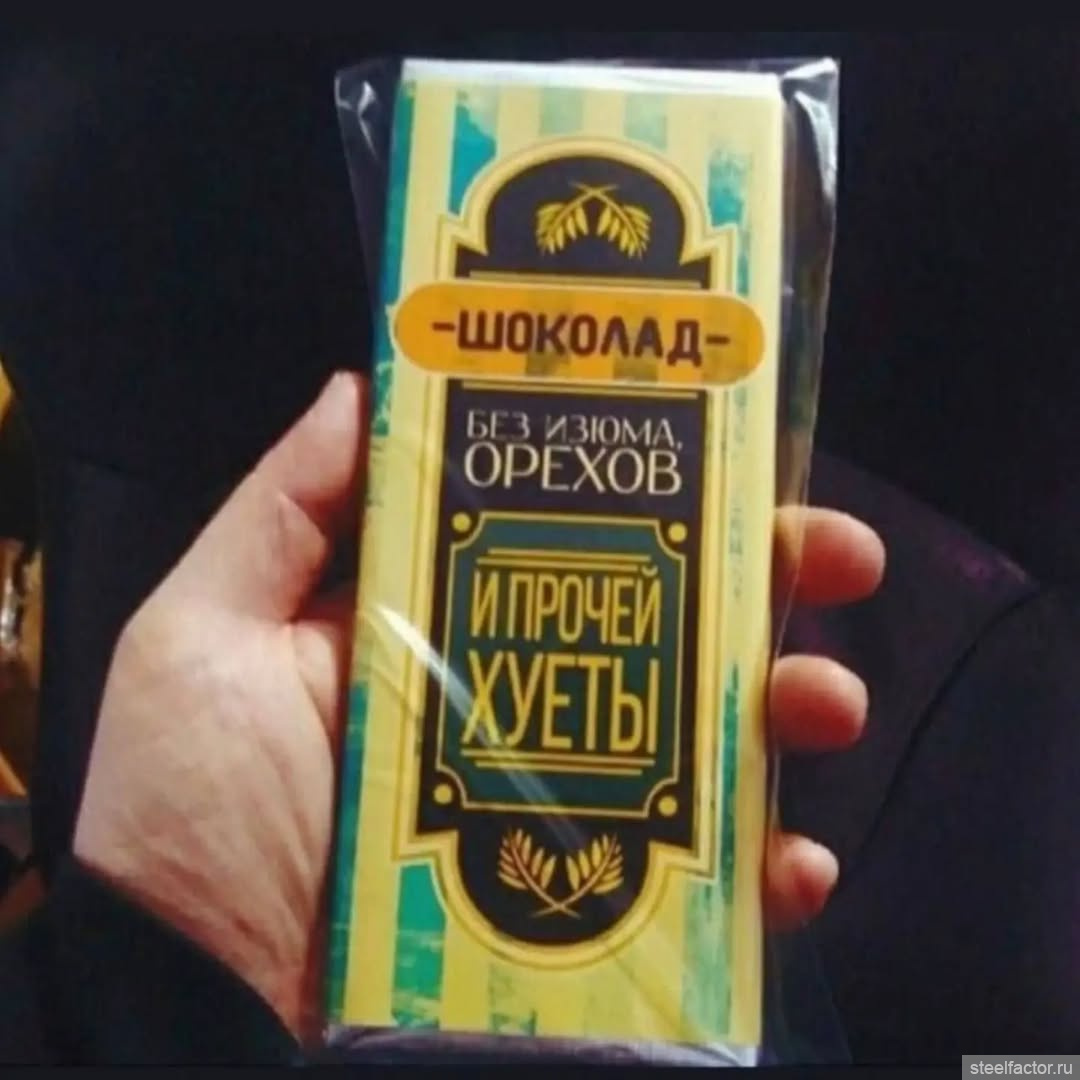 -ШОКОЛАД-
БЕЗ ИЗЮМА,
ОРЕХОВ
И ПРОЧЕЙ
ХУЕТЫ
steelfactor.ru